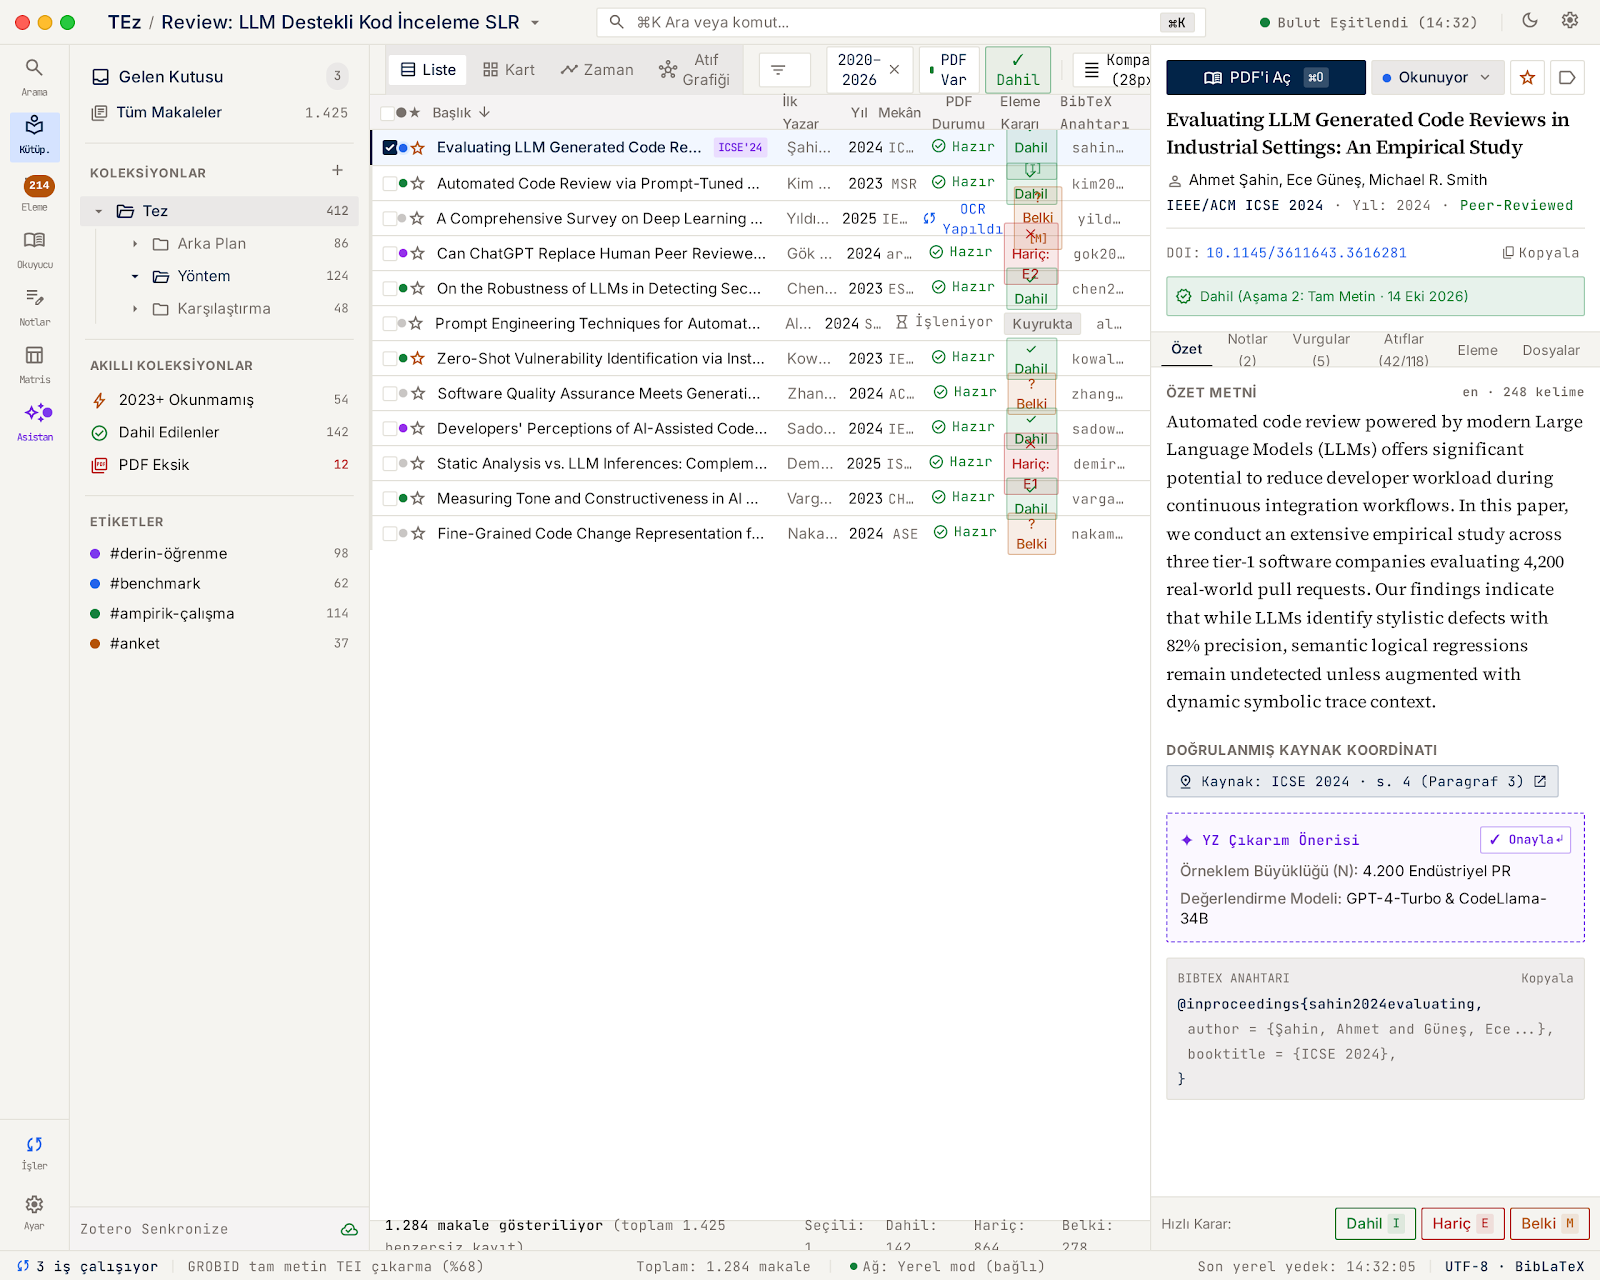 TEz / Review: LLM Destekli Kod İnceleme SLR
⌘K Ara veya komut... ⌘K
Bulut Eşitlendi (14:32)
Arama
Kütüp.
214
Eleme
Okuyucu
Notlar
Matris
Asistan
İşler
Ayar
Gelen Kutusu 3
Tüm Makaleler 1.425
KOLEKSİYONLAR +
Tez 412
Arka Plan 86
Yöntem 124
Karşılaştırma 48
AKILLI KOLEKSİYONLAR
2023+ Okunmamış 54
Dahil Edilenler 142
PDF Eksik 12
ETİKETLER
#derin-öğrenme 98
#benchmark 62
#ampirik-çalışma 114
#anket 37
Zotero Senkronize
Liste Kart Zaman Atıf Grafiği 2020-2026 PDF Var ✓ Dahil Kompa (28px
Başlık ↓ İlk Yazar Yıl Mekân PDF Durumu Eleme Kararı BibTeX Anahtarı
Evaluating LLM Generated Code Re... ICSE'24 Şahi... 2024 IC... Hazır Dahil [I] sahin...
Automated Code Review via Prompt-Tuned ... Kim ... 2023 MSR Hazır Dahil kim20...
A Comprehensive Survey on Deep Learning ... Yıldı... 2025 IE... OCR Yapıldı ? Belki [M] yild...
Can ChatGPT Replace Human Peer Reviewe... Gök ... 2024 ar... Hazır Hariç: E2 gok20...
On the Robustness of LLMs in Detecting Sec... Chen... 2023 ES... Hazır Dahil chen2...
Prompt Engineering Techniques for Automat... Al... 2024 S... İşleniyor Kuyrukta al...
Zero-Shot Vulnerability Identification via Inst... Kow... 2023 IE... Hazır ✓ Dahil kowal...
Software Quality Assurance Meets Generati... Zhan... 2024 AC... Hazır ? Belki zhang...
Developers' Perceptions of AI-Assisted Code... Sado... 2024 IE... Hazır ✓ Dahil sadow...
Static Analysis vs. LLM Inferences: Complem... Dem... 2025 IS... Hazır Hariç: E1 demir...
Measuring Tone and Constructiveness in AI ... Varg... 2023 CH... Hazır Dahil varga...
Fine-Grained Code Change Representation f... Naka... 2024 ASE Hazır ? Belki nakam...
1.284 makale gösteriliyor (toplam 1.425 benzersiz kayıt) Seçili: 1 Dahil: 142 Hariç: 864 Belki: 278
PDF'i Aç ⌘O Okunuyor
Evaluating LLM Generated Code Reviews in
Industrial Settings: An Empirical Study
Ahmet Şahin, Ece Güneş, Michael R. Smith
IEEE/ACM ICSE 2024 · Yıl: 2024 · Peer-Reviewed
DOI: 10.1145/3611643.3616281 Kopyala
Dahil (Aşama 2: Tam Metin · 14 Eki 2026)
Özet Notlar (2) Vurgular (5) Atıflar (42/118) Eleme Dosyalar
ÖZET METNİ en · 248 kelime
Automated code review powered by modern Large
Language Models (LLMs) offers significant
potential to reduce developer workload during
continuous integration workflows. In this paper,
we conduct an extensive empirical study across
three tier-1 software companies evaluating 4,200
real-world pull requests. Our findings indicate
that while LLMs identify stylistic defects with
82% precision, semantic logical regressions
remain undetected unless augmented with
dynamic symbolic trace context.
DOĞRULANMIŞ KAYNAK KOORDİNATI
Kaynak: ICSE 2024 · s. 4 (Paragraf 3)
YZ Çıkarım Önerisi ✓ Onayla↵
Örneklem Büyüklüğü (N): 4.200 Endüstriyel PR
Değerlendirme Modeli: GPT-4-Turbo & CodeLlama-
34B
BIBTEX ANAHTARI Kopyala
@inproceedings{sahin2024evaluating,
author = {Şahin, Ahmet and Güneş, Ece...},
booktitle = {ICSE 2024},
}
Hızlı Karar: Dahil I Hariç E Belki M
3 iş çalışıyor GROBID tam metin TEI çıkarma (%68) Toplam: 1.284 makale Ağ: Yerel mod (bağlı) Son yerel yedek: 14:32:05 UTF-8 · BibLaTeX